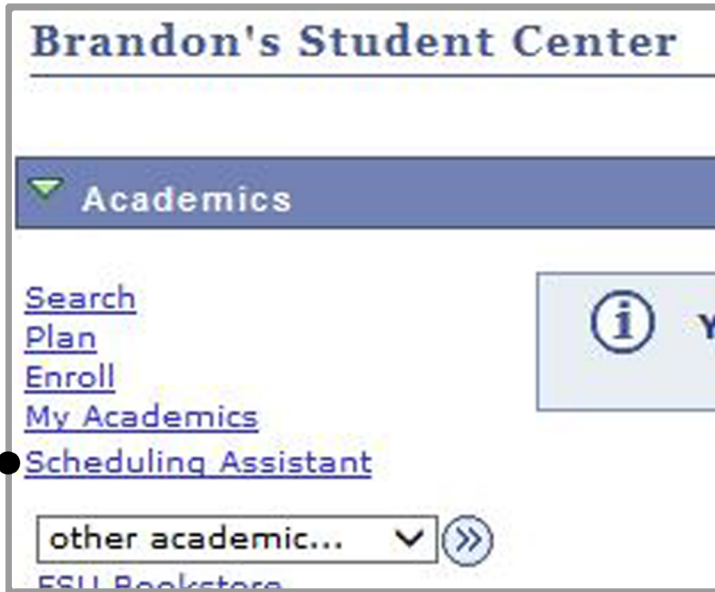 Brandon's Student Center
Academics
Search
Plan
Enroll
My Academics
Scheduling Assistant
other academic...